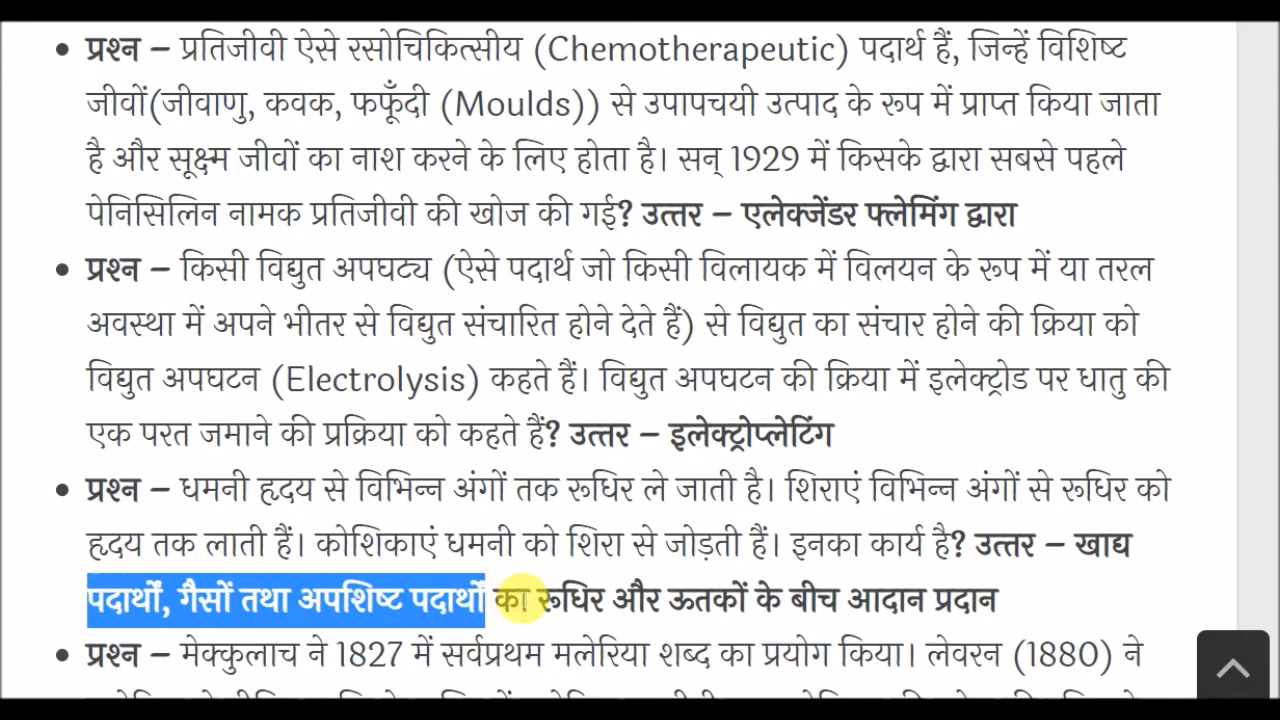 • प्रश्न – प्रतिजीवी ऐसे रसोचिकित्सीय (Chemotherapeutic) पदार्थ हैं, जिन्हें विशिष्ट
जीवों(जीवाणु, कवक, फफूँदी (Moulds)) से उपापचयी उत्पाद के रूप में प्राप्त किया जाता
है और सूक्ष्म जीवों का नाश करने के लिए होता है। सन् 1929 में किसके द्वारा सबसे पहले
पेनिसिलिन नामक प्रतिजीवी की खोज की गई? उत्तर – एलेक्जेंडर फ्लेमिंग द्वारा
• प्रश्न – किसी विद्युत अपघट्य (ऐसे पदार्थ जो किसी विलायक में विलयन के रूप में या तरल
अवस्था में अपने भीतर से विद्युत संचारित होने देते हैं) से विद्युत का संचार होने की क्रिया को
विद्युत अपघटन (Electrolysis) कहते हैं। विद्युत अपघटन की क्रिया में इलेक्ट्रोड पर धातु की
एक परत जमाने की प्रक्रिया को कहते हैं? उत्तर – इलेक्ट्रोप्लेटिंग
• प्रश्न – धमनी हृदय से विभिन्न अंगों तक रूधिर ले जाती है। शिराएं विभिन्न अंगों से रूधिर को
हृदय तक लाती हैं। कोशिकाएं धमनी को शिरा से जोड़ती हैं। इनका कार्य है? उत्तर – खाद्य
पदार्थों, गैसों तथा अपशिष्ट पदार्थों का रूधिर और ऊतकों के बीच आदान प्रदान
• प्रश्न – मेक्कुलाच ने 1827 में सर्वप्रथम मलेरिया शब्द का प्रयोग किया। लेवरन (1880) ने